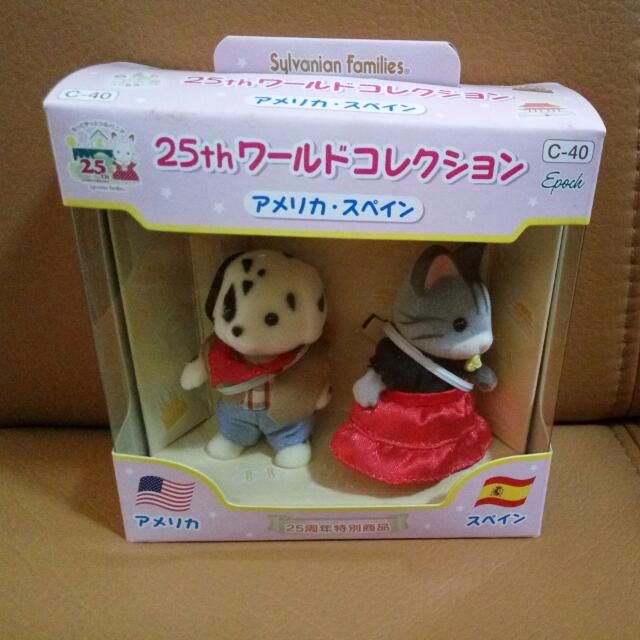 Sylvanian Families®
25thワールドコレクション
アメリカ・スペイン
C-40
25thワールドコレクション
C-40
アメリカ・スペイン
Epoch
25th
Sylvanian Families
アメリカ
25周年特別商品
スペイン